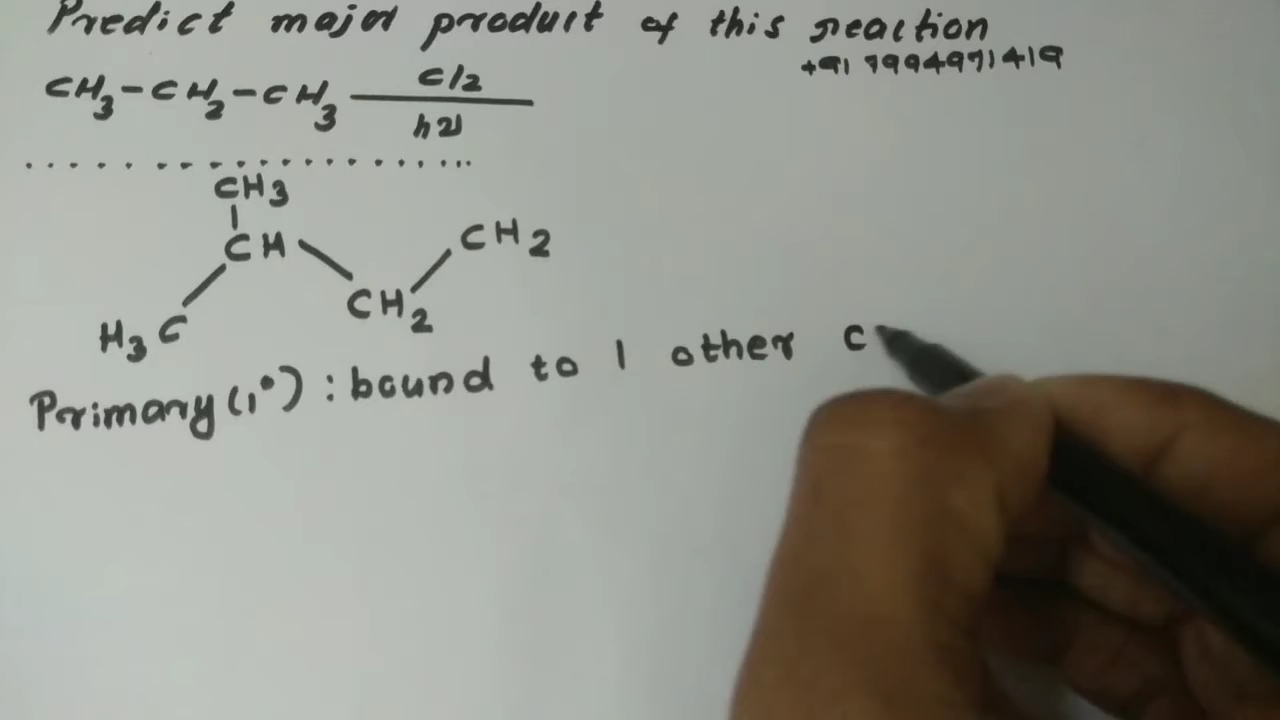 Predict major product of this reaction
+91 7994971419
CH3-CH2-CH3 Cl2
hν
CH3
CH
CH2
CH2
H3C
Primary (1°) : bound to 1 other c